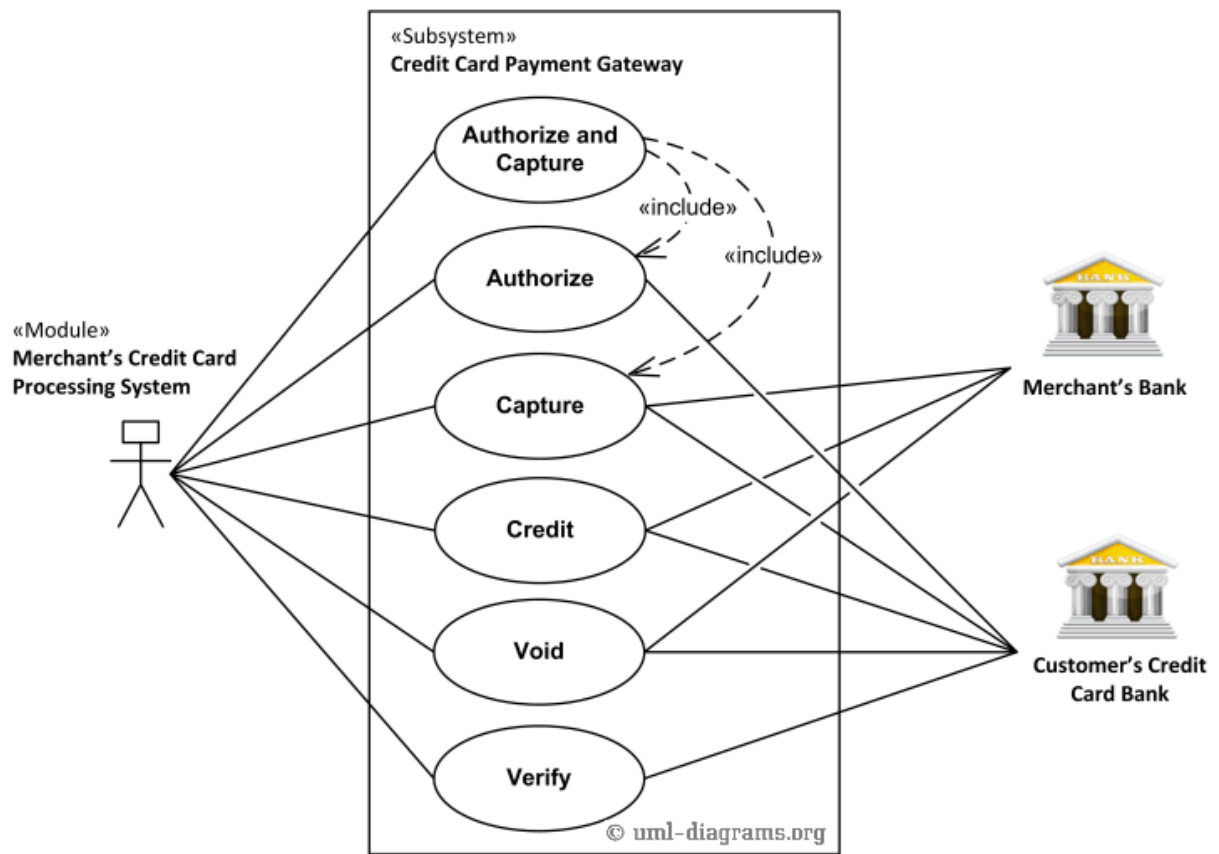 «Subsystem»
Credit Card Payment Gateway
Authorize and
Capture
«include»
Authorize
«include»
«Module»
Merchant's Credit Card
Processing System
BANK
Merchant's Bank
Capture
Credit
BANK
Void
Customer's Credit
Card Bank
Verify
© uml-diagrams.org